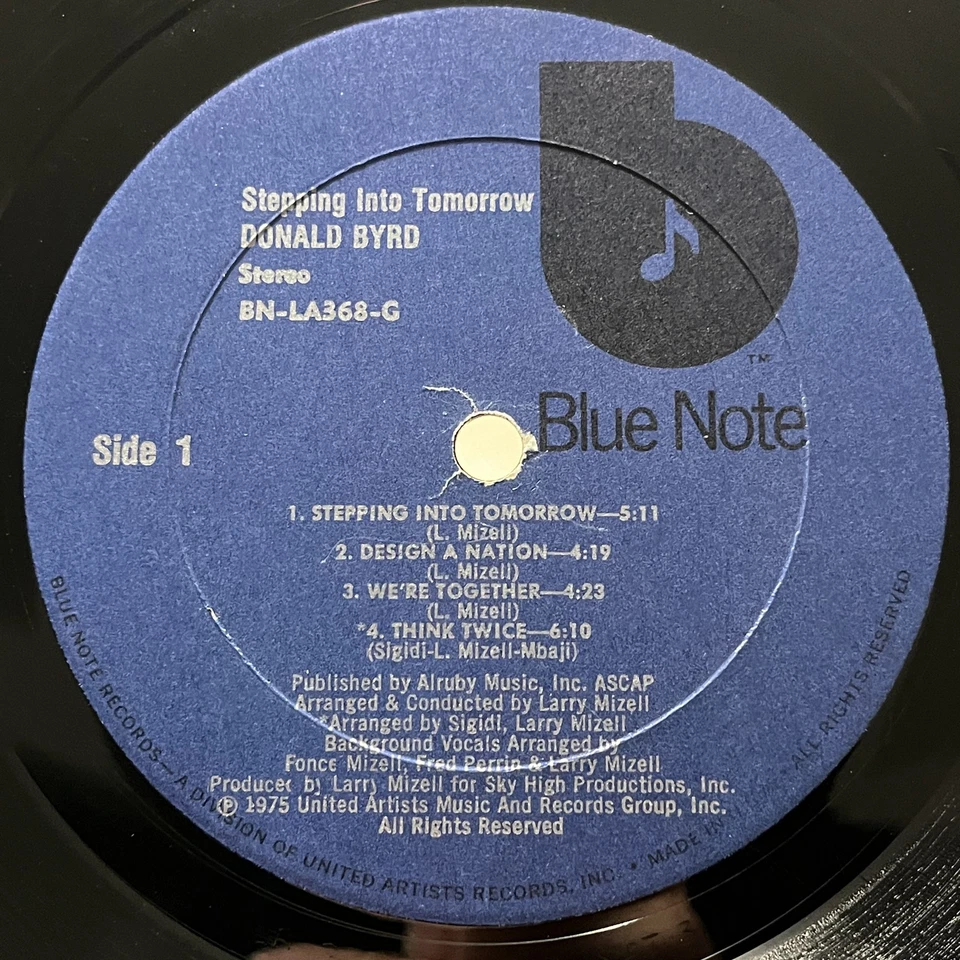 Stepping Into Tomorrow
DONALD BYRD
Stereo
BN-LA368-G
TM
Blue Note
Side 1
1. STEPPING INTO TOMORROW—5:11
(L. Mizell)
2. DESIGN A NATION—4:19
(L. Mizell)
3. WE'RE TOGETHER—4:23
(L. Mizell)
*4. THINK TWICE—6:10
(Sigidi-L. Mizell-Mbaji)
Published by Alruby Music, Inc. ASCAP
Arranged & Conducted by Larry Mizell
*Arranged by Sigidi, Larry Mizell
Background Vocals Arranged by
Fonce Mizell, Fred Perrin & Larry Mizell
Produced by Larry Mizell for Sky High Productions, Inc.
℗ 1975 United Artists Music And Records Group, Inc.
All Rights Reserved
BLUE NOTE RECORDS—A DIVISION OF UNITED ARTISTS RECORDS, INC. • MADE IN • ALL RIGHTS RESERVED